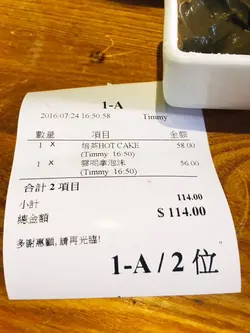 1-A
2016/07/24 16:50:58 Timmy
數量 項目 金額
1 X 焙茶HOT CAKE 58.00
(Timmy 16:50)
1 X 雲呢拿泡沫 56.00
(Timmy 16:50)
合計 2 項目
小計 114.00
總金額 $ 114.00
多謝惠顧,請再光臨!
1-A / 2 位